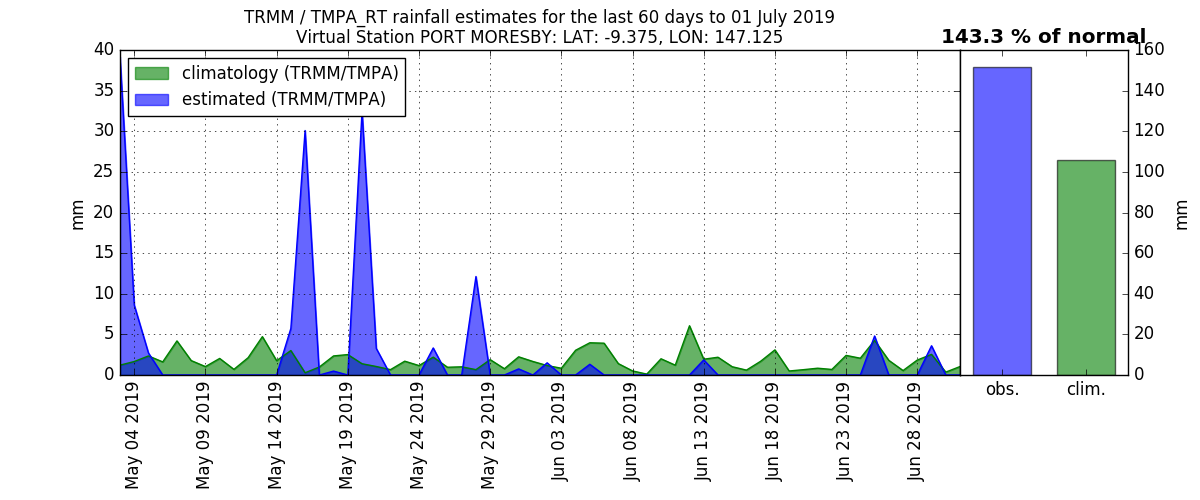 TRMM / TMPA_RT rainfall estimates for the last 60 days to 01 July 2019
Virtual Station PORT MORESBY: LAT: -9.375, LON: 147.125
143.3 % of normal
climatology (TRMM/TMPA)
estimated (TRMM/TMPA)
40
35
30
25
20
15
10
5
0
mm
May 04 2019
May 09 2019
May 14 2019
May 19 2019
May 24 2019
May 29 2019
Jun 03 2019
Jun 08 2019
Jun 13 2019
Jun 18 2019
Jun 23 2019
Jun 28 2019
obs.
clim.
160
140
120
100
80
60
40
20
0
mm